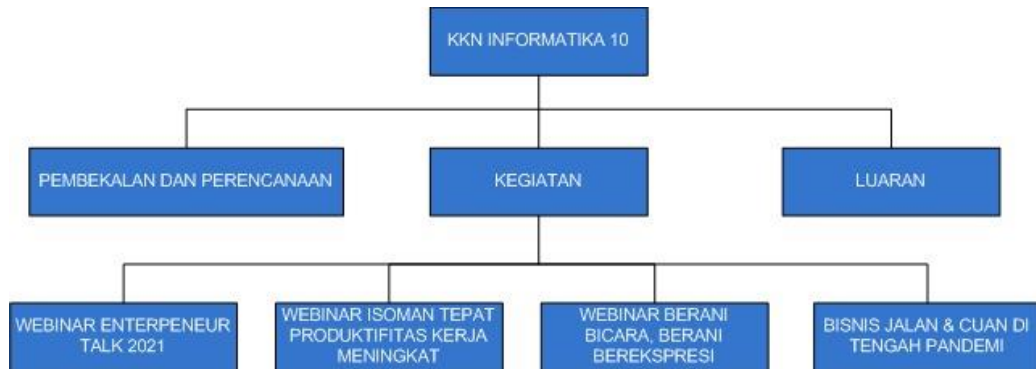 KKN INFORMATIKA 10
PEMBEKALAN DAN PERENCANAAN
KEGIATAN
LUARAN
WEBINAR ENTERPENEUR
TALK 2021
WEBINAR ISOMAN TEPAT
PRODUKTIFITAS KERJA
MENINGKAT
WEBINAR BERANI
BICARA, BERANI
BEREKSPRESI
BISNIS JALAN & CUAN DI
TENGAH PANDEMI